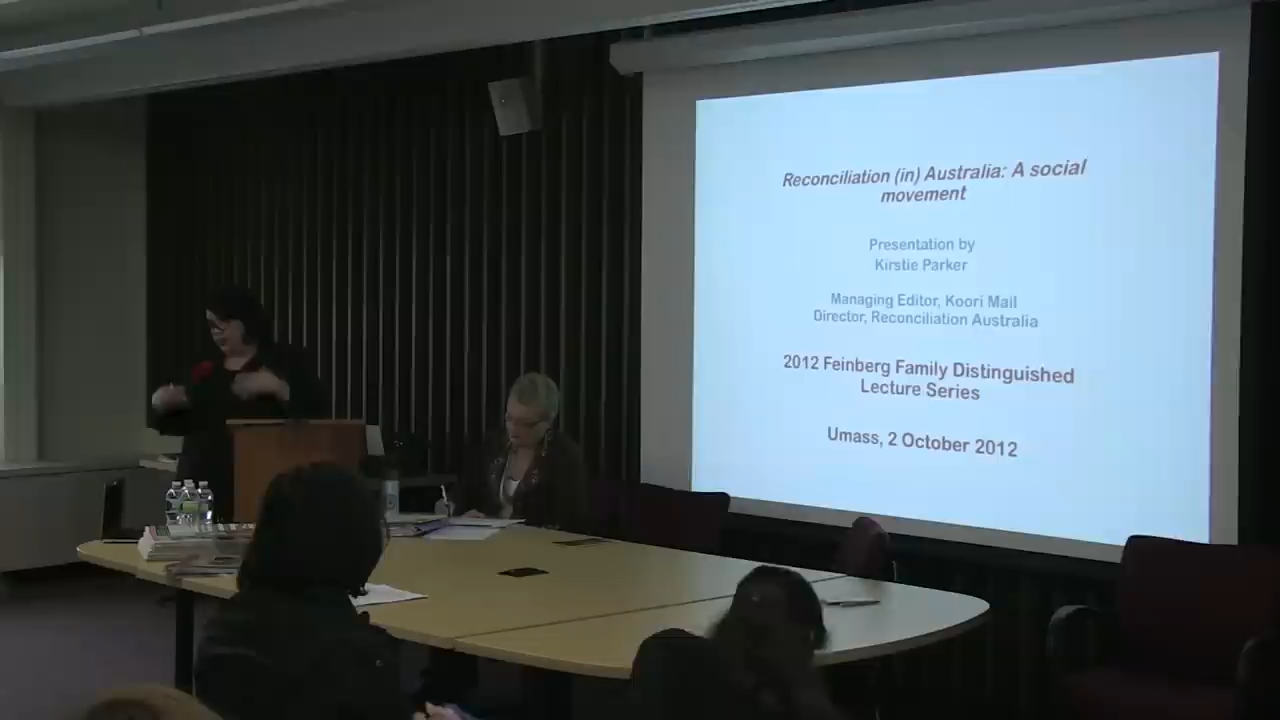 Reconciliation (in) Australia: A social
movement
Presentation by
Kirstie Parker
Managing Editor, Koori Mail
Director, Reconciliation Australia
2012 Feinberg Family Distinguished
Lecture Series
Umass, 2 October 2012